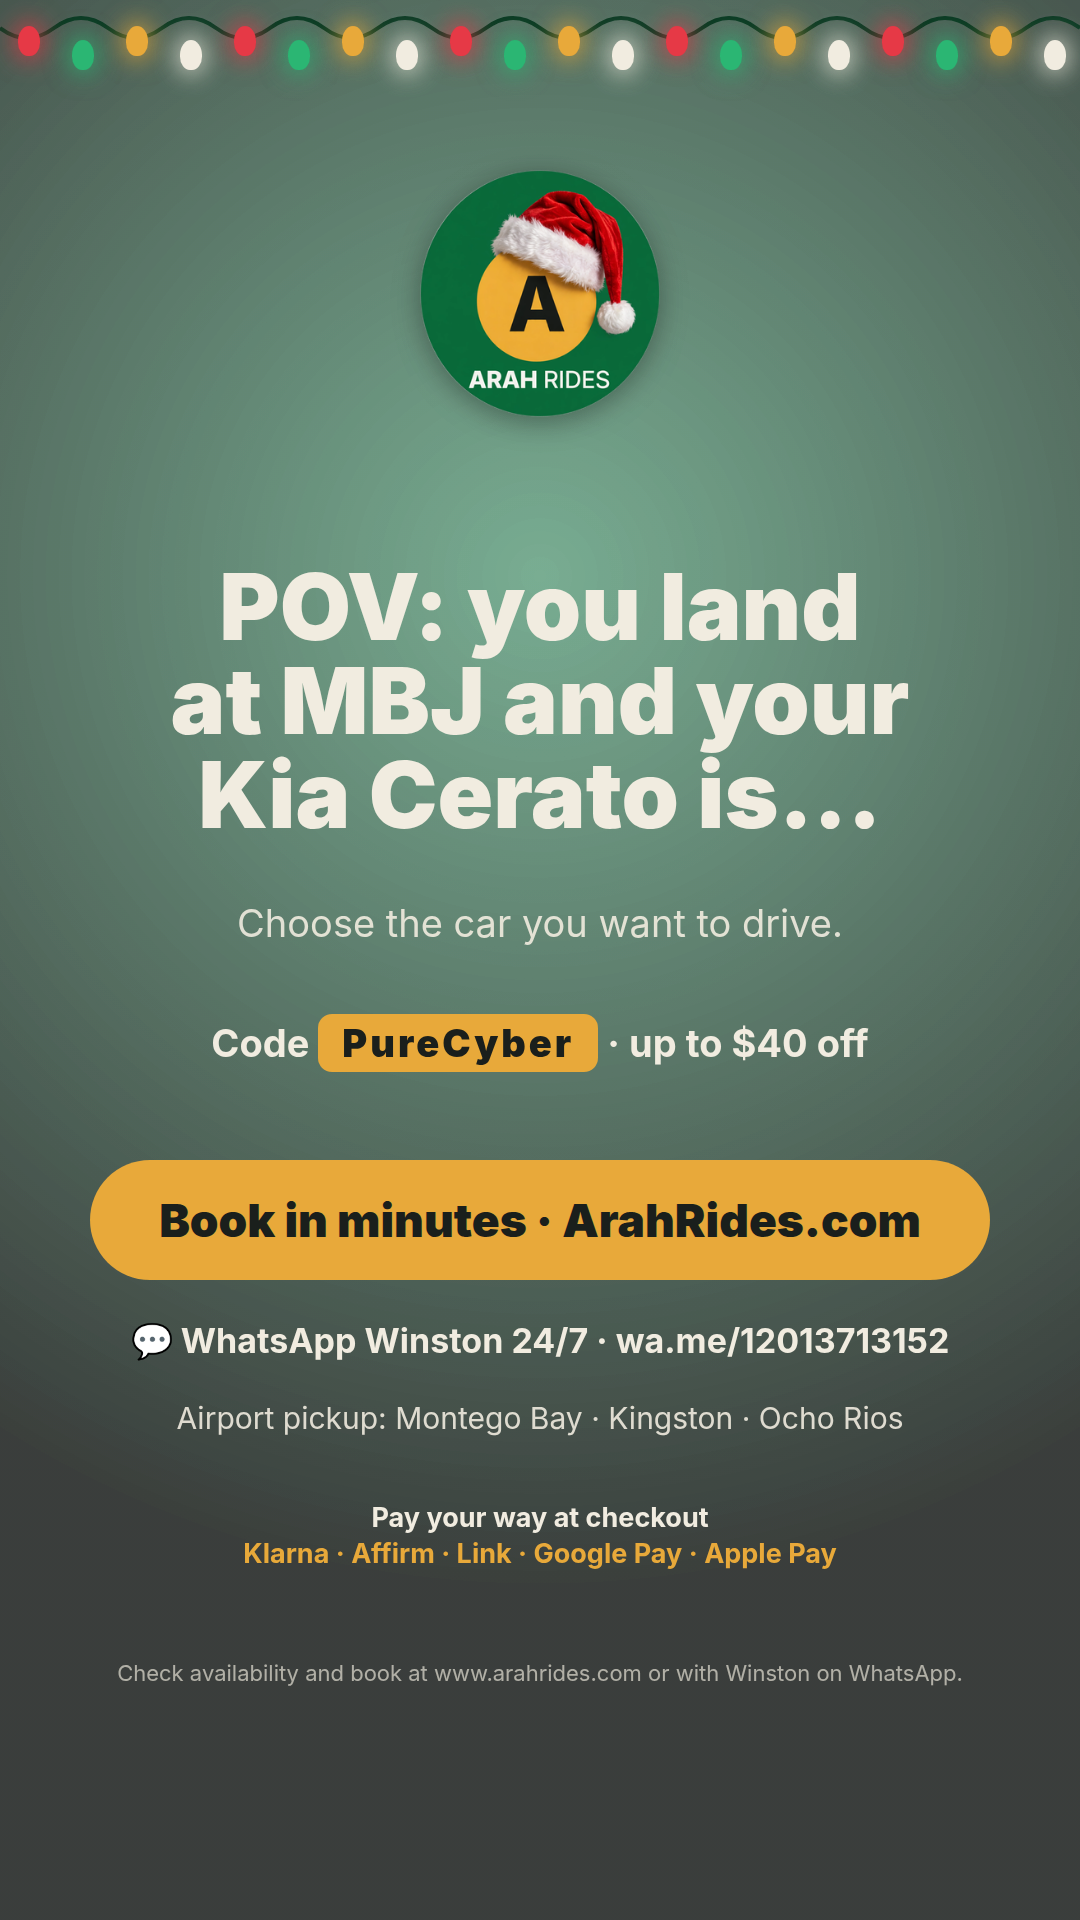 A
ARAH RIDES
POV: you land
at MBJ and your
Kia Cerato is...
Choose the car you want to drive.
Code PureCyber · up to $40 off
Book in minutes · ArahRides.com
💬 WhatsApp Winston 24/7 · wa.me/12013713152
Airport pickup: Montego Bay · Kingston · Ocho Rios
Pay your way at checkout
Klarna · Affirm · Link · Google Pay · Apple Pay
Check availability and book at www.arahrides.com or with Winston on WhatsApp.